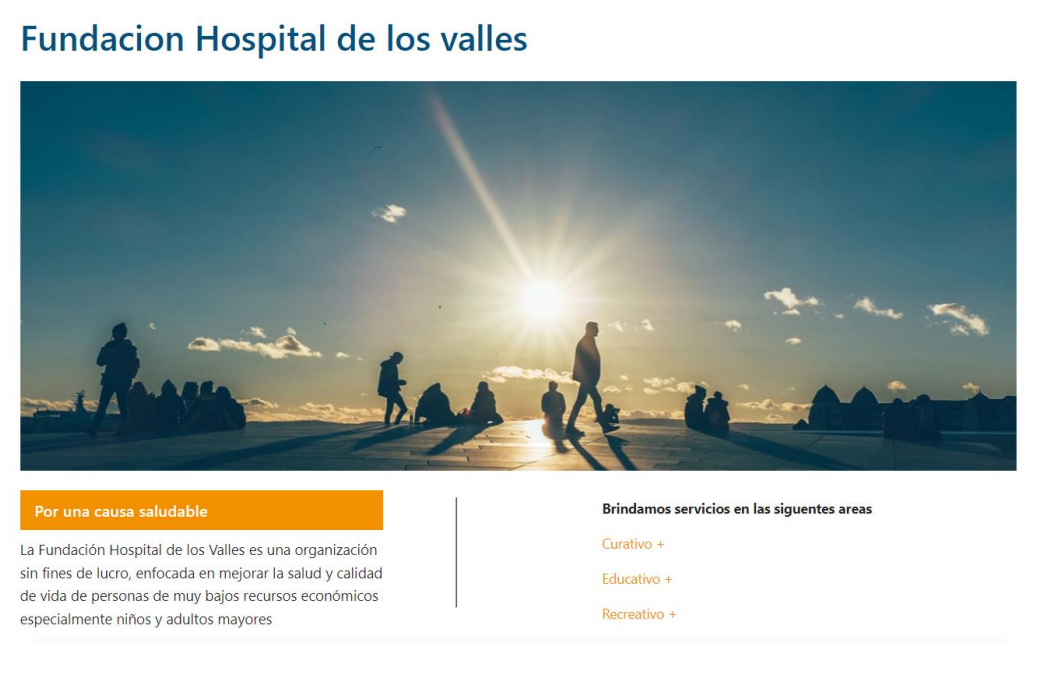 Fundacion Hospital de los valles
Por una causa saludable
La Fundación Hospital de los Valles es una organización
sin fines de lucro, enfocada en mejorar la salud y calidad
de vida de personas de muy bajos recursos económicos
especialmente niños y adultos mayores
Brindamos servicios en las siguentes areas
Curativo +
Educativo +
Recreativo +